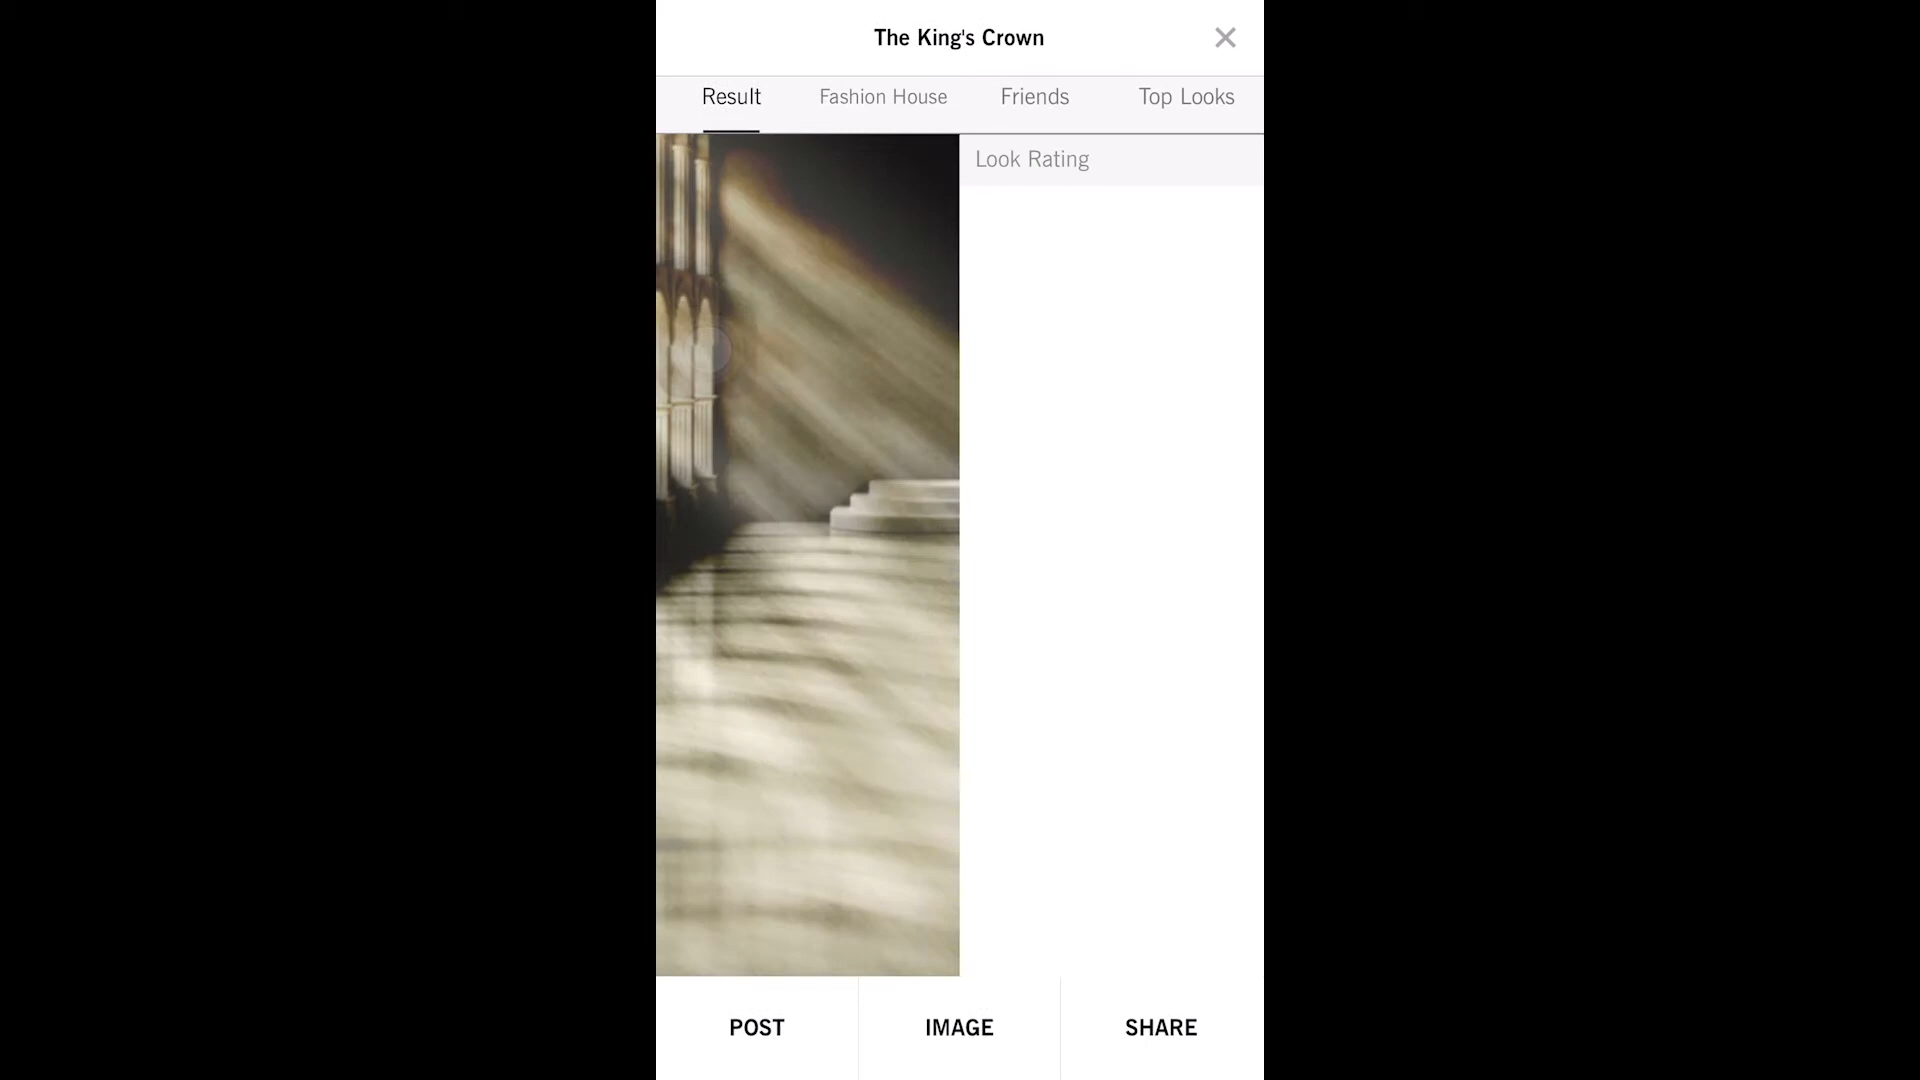 The King's Crown
Result
Fashion House
Friends
Top Looks
Look Rating
POST
IMAGE
SHARE